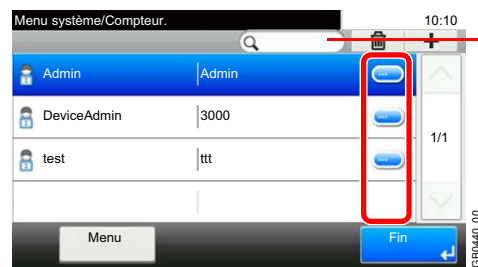 Menu système/Compteur. 10:10
Admin Admin
DeviceAdmin 3000
test ttt
1/1
Menu Fin
GB0440_00